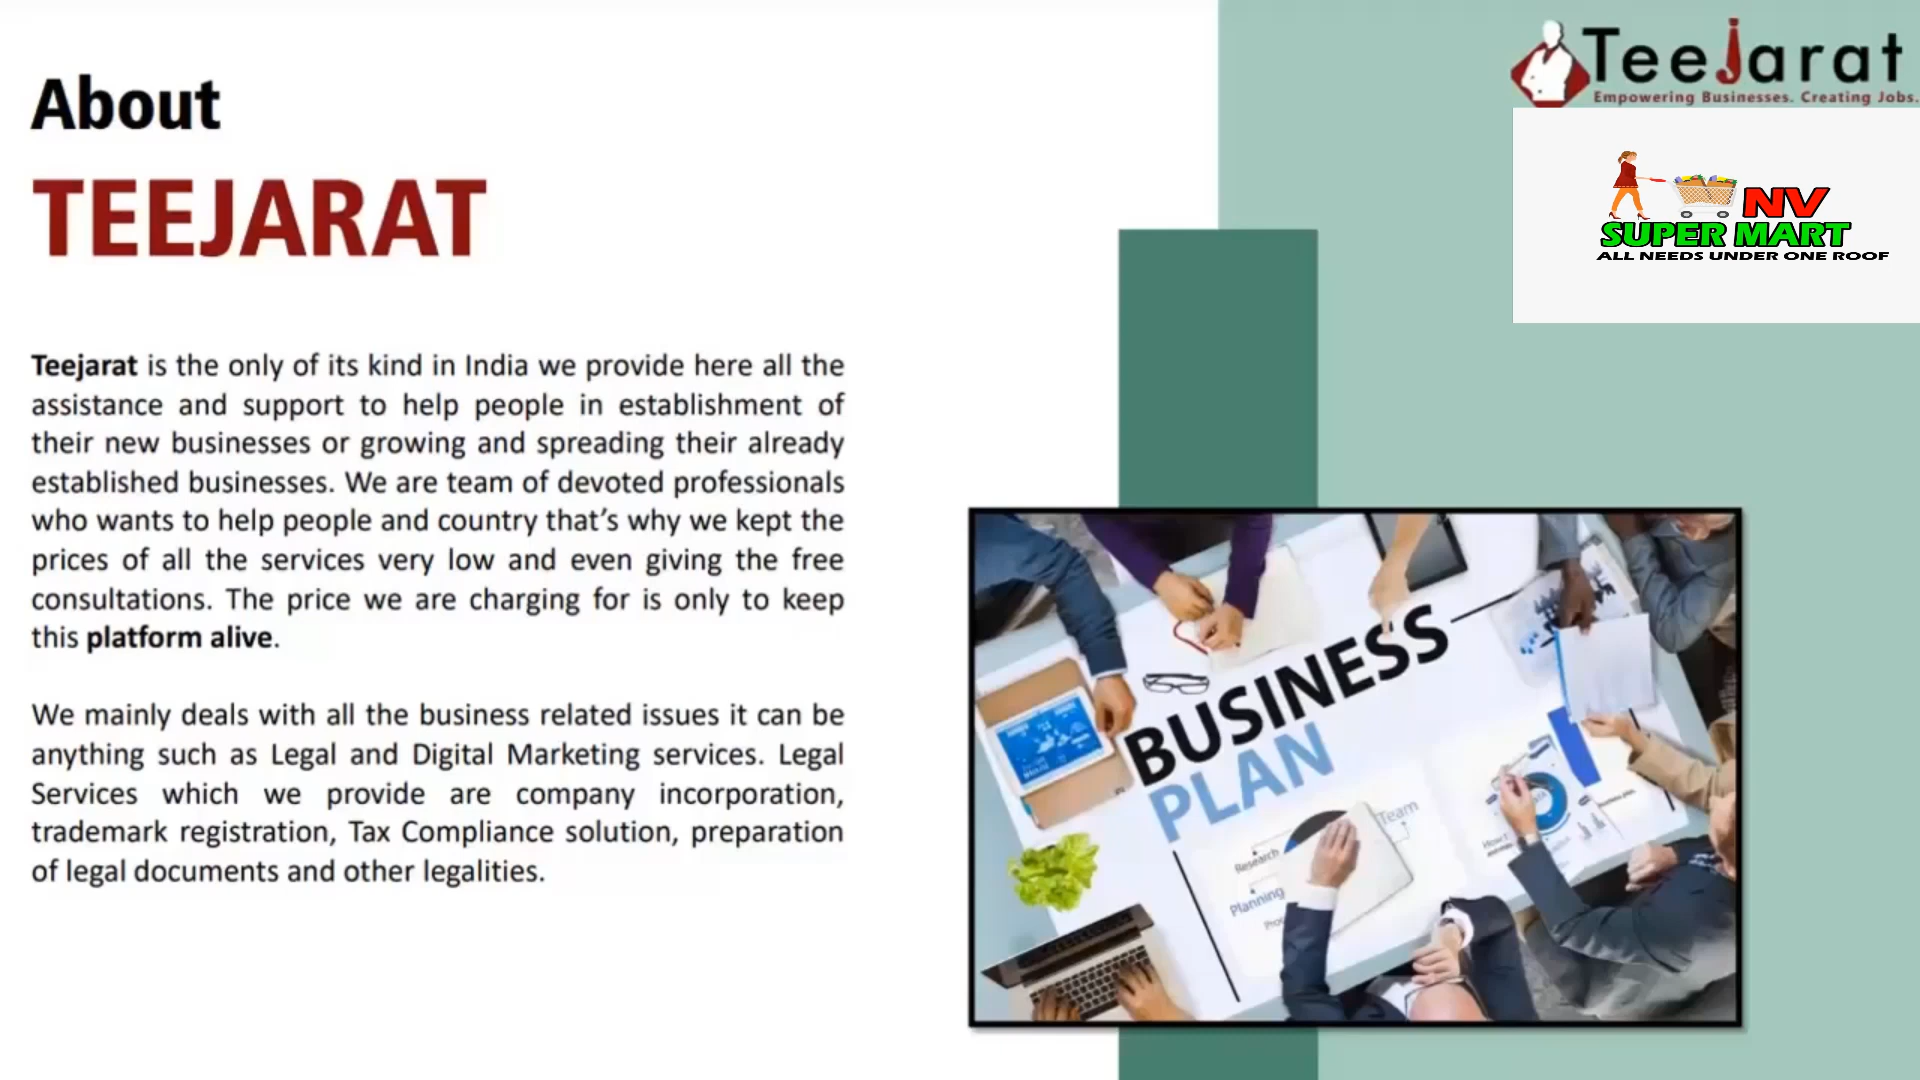 About
TEEJARAT
Teejarat is the only of its kind in India we provide here all the
assistance and support to help people in establishment of
their new businesses or growing and spreading their already
established businesses. We are team of devoted professionals
who wants to help people and country that’s why we kept the
prices of all the services very low and even giving the free
consultations. The price we are charging for is only to keep
this platform alive.
We mainly deals with all the business related issues it can be
anything such as Legal and Digital Marketing services. Legal
Services which we provide are company incorporation,
trademark registration, Tax Compliance solution, preparation
of legal documents and other legalities.
TeeJarat
Empowering Businesses. Creating Jobs.
NV
SUPER MART
ALL NEEDS UNDER ONE ROOF
BUSINESS
PLAN
Team
Research
Planning